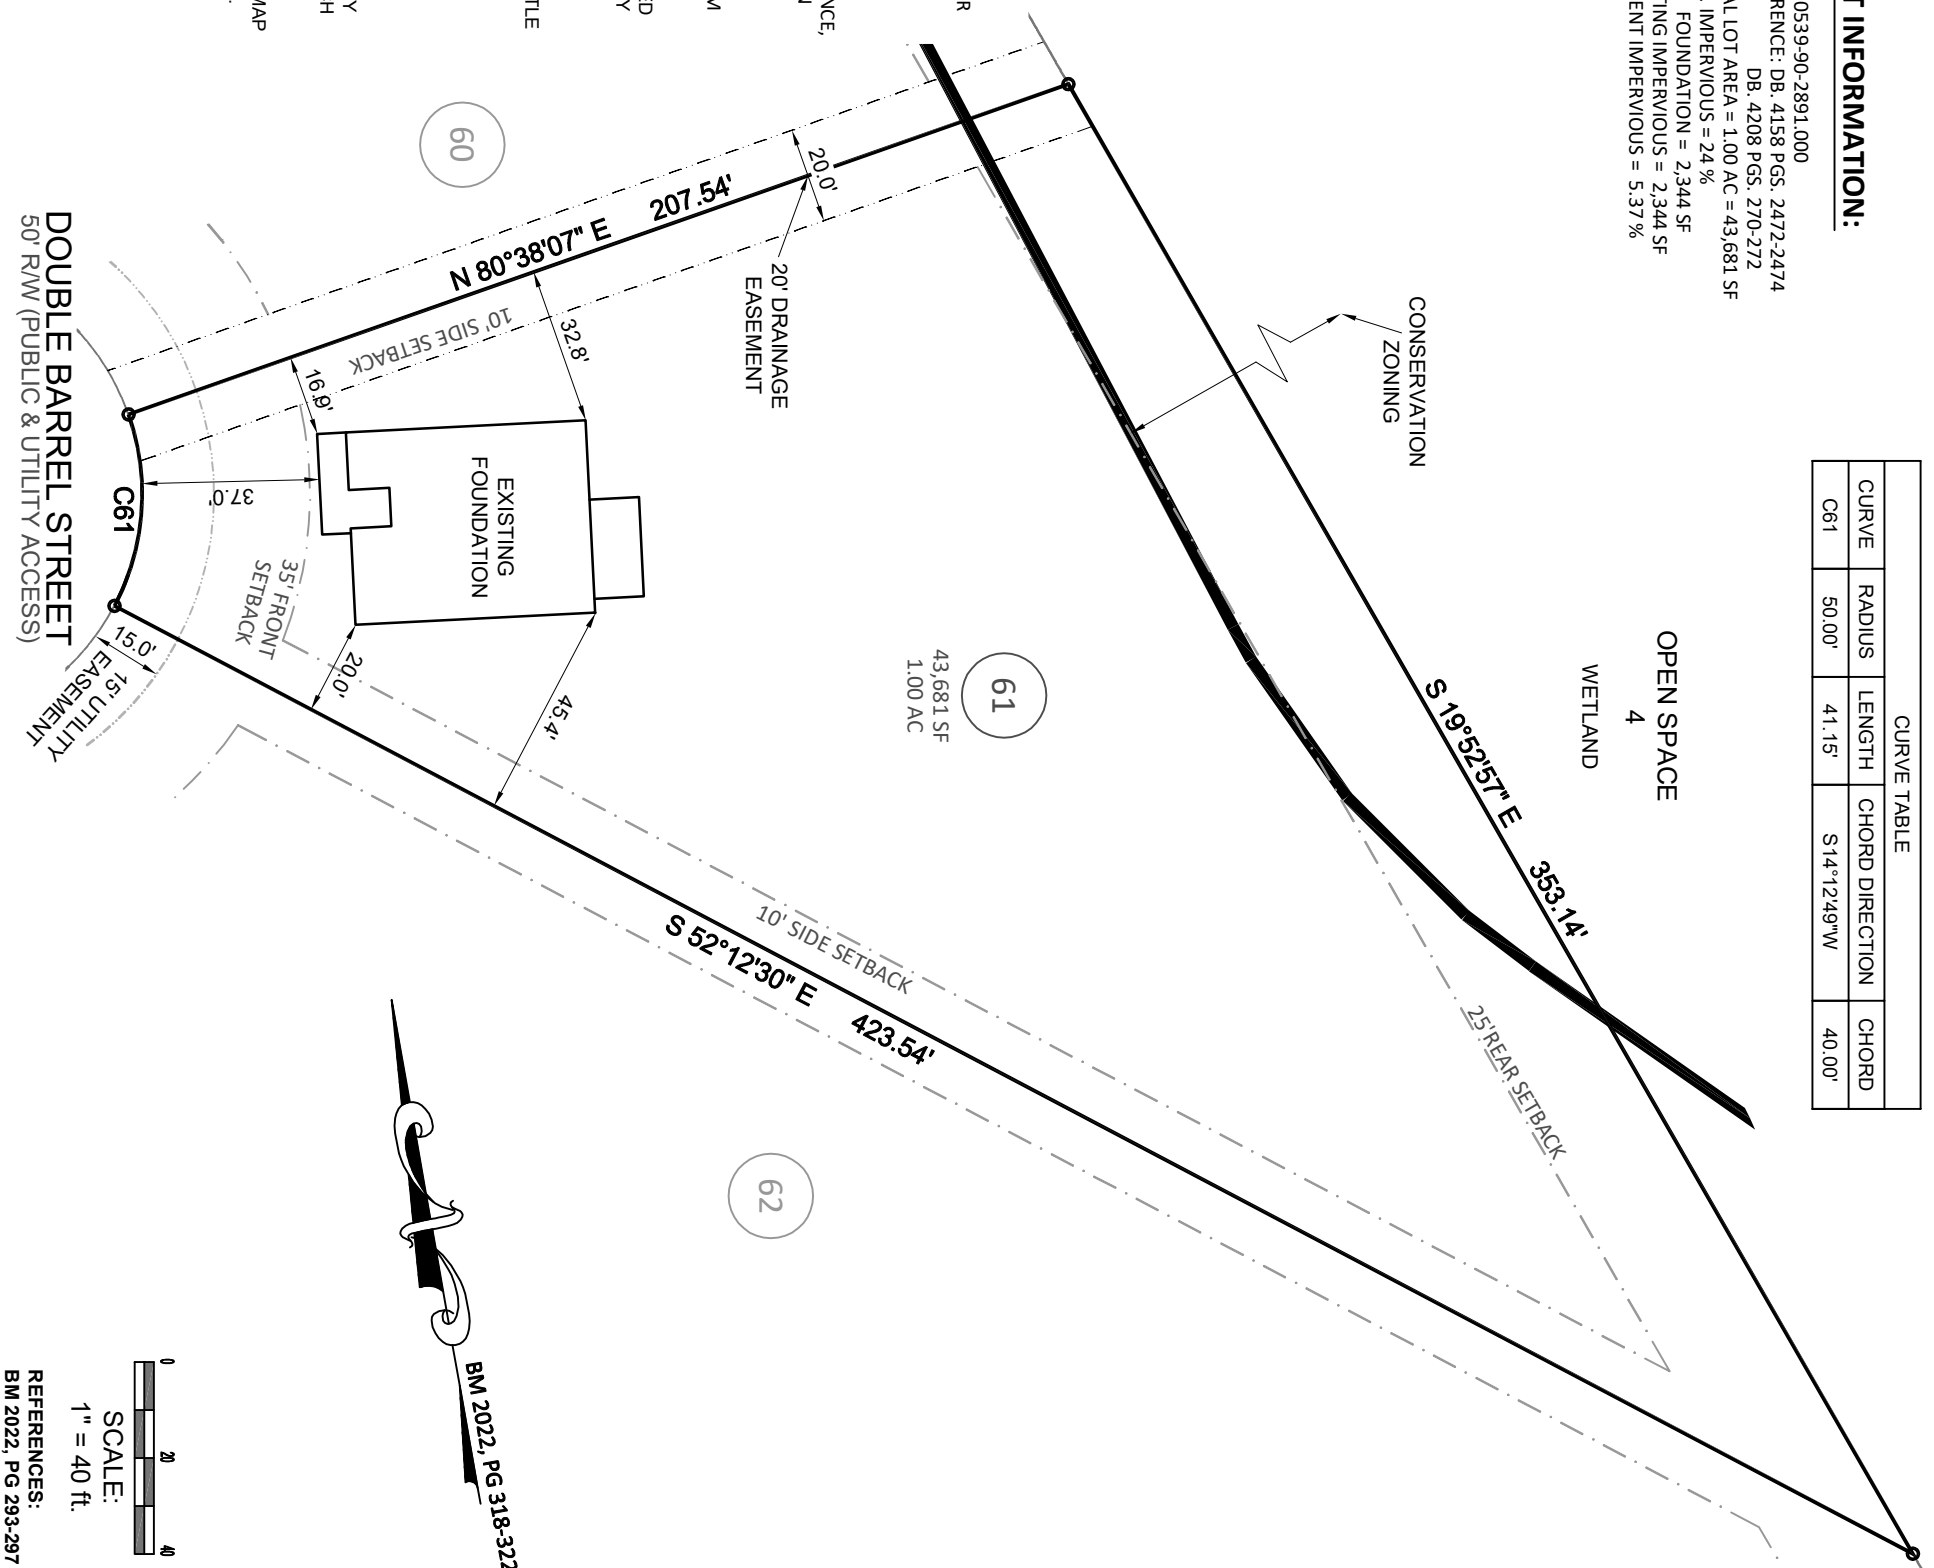 T INFORMATION:
0539-90-2891.000
RENCE: DB. 4158 PGS. 2472-2474
DB. 4208 PGS. 270-272
AL LOT AREA = 1.00 AC = 43,681 SF
. IMPERVIOUS = 24 %
FOUNDATION = 2,344 SF
TING IMPERVIOUS = 2,344 SF
ENT IMPERVIOUS = 5.37 %
CURVE TABLE
CURVE RADIUS LENGTH CHORD DIRECTION CHORD
C61 50.00' 41.15' S14°12'49"W 40.00'
OPEN SPACE
4
WETLAND
CONSERVATION
ZONING
S 19°52'57" E 353.14'
25'REAR SETBACK
61
43,681 SF
1.00 AC
20' DRAINAGE
EASEMENT
20.0'
N 80°38'07" E 207.54'
10' SIDE SETBACK
32.8'
16.9'
EXISTING
FOUNDATION
37.0'
45.4'
20.0'
35' FRONT
SETBACK
10' SIDE SETBACK
S 52°12'30" E 423.54'
60
62
C61
15.0'
15' UTILITY
EASEMENT
DOUBLE BARREL STREET
50' R/W (PUBLIC & UTILITY ACCESS)
R
NCE,
N
M
ED
Y
TLE
Y
H
MAP
BM 2022, PG 318-322
0 20 40
SCALE:
1" = 40 ft.
REFERENCES:
BM 2022, PG 293-297